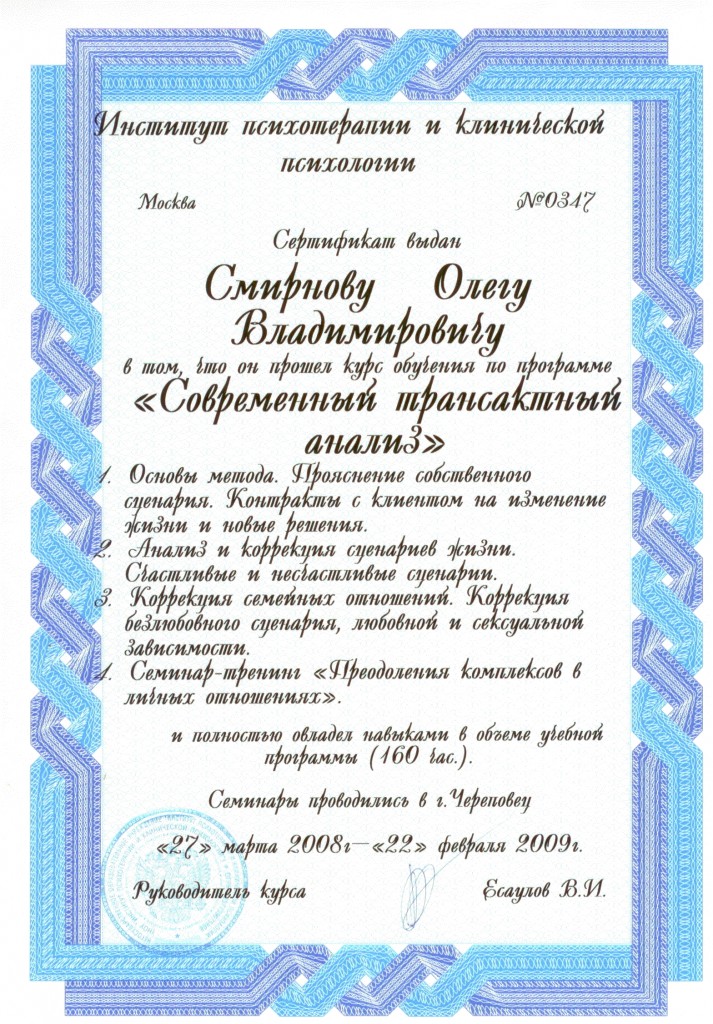 Институт психотерапии и клинической
психологии
Москва №0347
Сертификат выдан
Смирнову Олегу
Владимировичу
в том, что он прошел курс обучения по программе
«Современный трансактный
анализ»
1. Основы метода. Прояснение собственного
сценария. Контракты с клиентом на изменение
жизни и новые решения.
2. Анализ и коррекция сценариев жизни.
Счастливые и несчастливые сценарии.
3. Коррекция семейных отношений. Коррекция
безлюбовного сценария, любовной и сексуальной
зависимости.
4. Семинар-тренинг «Преодоления комплексов в
личных отношениях».
и полностью овладел навыками в объеме учебной
программы (160 час.).
Семинары проводились в г.Череповец
«27» марта 2008г–«22» февраля 2009г.
Руководитель курса Есаулов В.И.